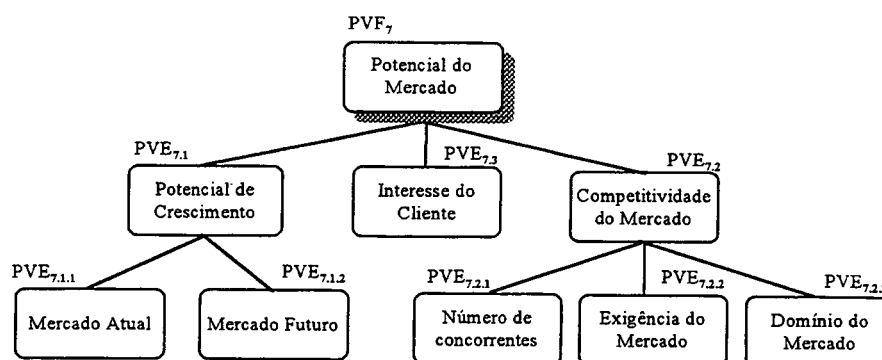 PVF7
Potencial do
Mercado
PVE7.1
PVE7.3
PVE7.2
Potencial de
Crescimento
Interesse do
Cliente
Competitividade
do Mercado
PVE7.1.1
PVE7.1.2
PVE7.2.1
PVE7.2.2
PVE7.2.
Mercado Atual
Mercado Futuro
Número de
concorrentes
Exigência do
Mercado
Domínio do
Mercado